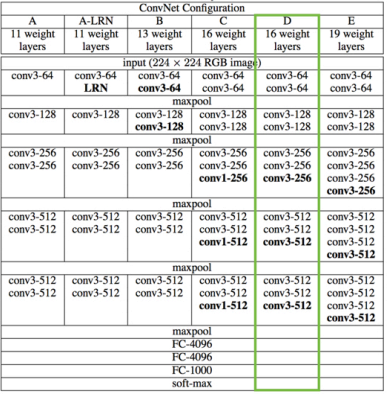 ConvNet Configuration
A A-LRN B C D E
11 weight 11 weight 13 weight 16 weight 16 weight 19 weight
layers layers layers layers layers layers
input (224 × 224 RGB image)
conv3-64 conv3-64 conv3-64 conv3-64 conv3-64 conv3-64
LRN conv3-64 conv3-64 conv3-64 conv3-64
maxpool
conv3-128 conv3-128 conv3-128 conv3-128 conv3-128 conv3-128
conv3-128 conv3-128 conv3-128 conv3-128
maxpool
conv3-256 conv3-256 conv3-256 conv3-256 conv3-256 conv3-256
conv3-256 conv3-256 conv3-256 conv3-256 conv3-256 conv3-256
conv1-256 conv3-256 conv3-256
conv3-256
maxpool
conv3-512 conv3-512 conv3-512 conv3-512 conv3-512 conv3-512
conv3-512 conv3-512 conv3-512 conv3-512 conv3-512 conv3-512
conv1-512 conv3-512 conv3-512
conv3-512
maxpool
conv3-512 conv3-512 conv3-512 conv3-512 conv3-512 conv3-512
conv3-512 conv3-512 conv3-512 conv3-512 conv3-512 conv3-512
conv1-512 conv3-512 conv3-512
conv3-512
maxpool
FC-4096
FC-4096
FC-1000
soft-max